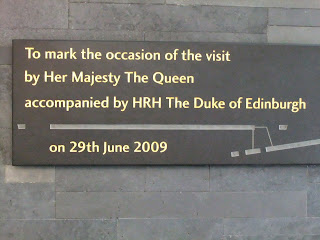 To mark the occasion of the visit
by Her Majesty The Queen
accompanied by HRH The Duke of Edinburgh
on 29th June 2009